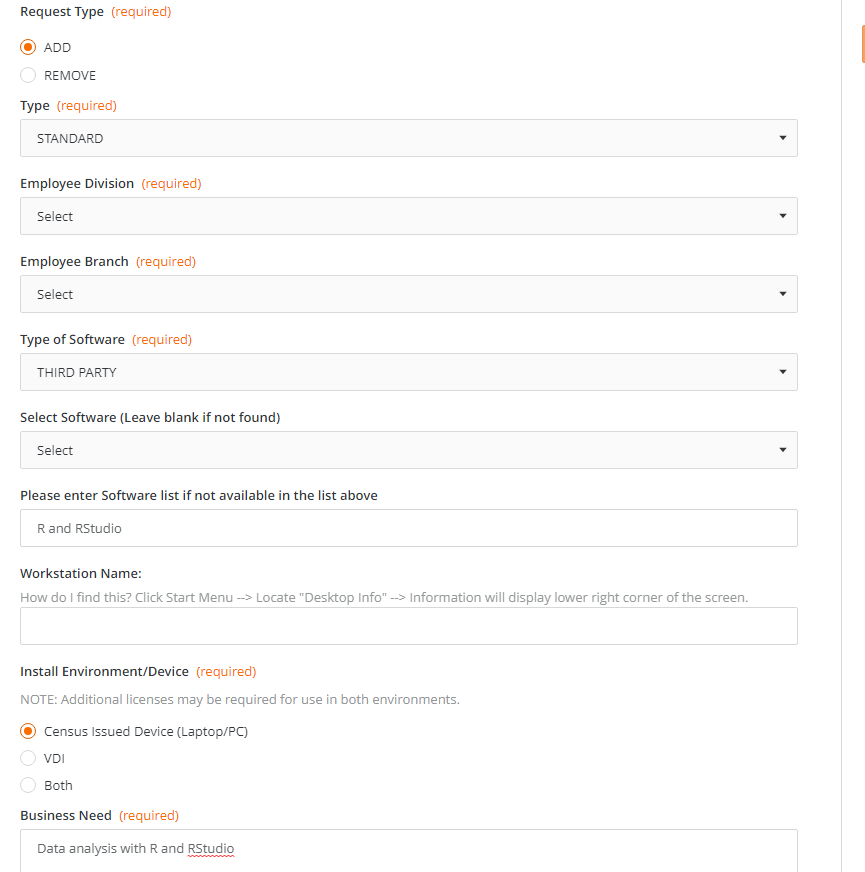 Request Type (required)
ADD
REMOVE
Type (required)
STANDARD
Employee Division (required)
Select
Employee Branch (required)
Select
Type of Software (required)
THIRD PARTY
Select Software (Leave blank if not found)
Select
Please enter Software list if not available in the list above
R and RStudio
Workstation Name:
How do I find this? Click Start Menu --> Locate "Desktop Info" --> Information will display lower right corner of the screen.
Install Environment/Device (required)
NOTE: Additional licenses may be required for use in both environments.
Census Issued Device (Laptop/PC)
VDI
Both
Business Need (required)
Data analysis with R and RStudio